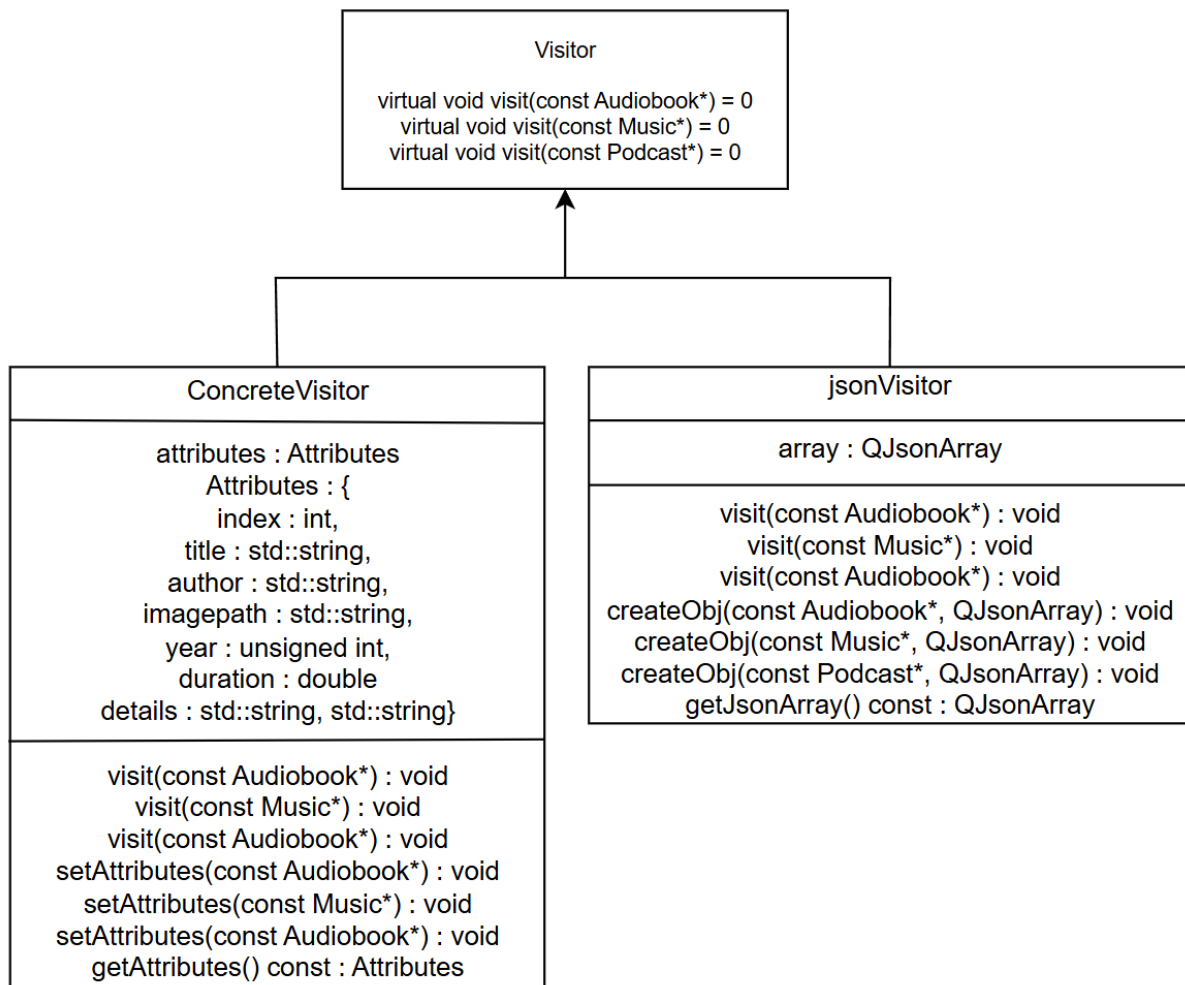 Visitor
virtual void visit(const Audiobook*) = 0
virtual void visit(const Music*) = 0
virtual void visit(const Podcast*) = 0
ConcreteVisitor
attributes : Attributes
Attributes : {
index : int,
title : std::string,
author : std::string,
imagepath : std::string,
year : unsigned int,
duration : double
details : std::string, std::string}
visit(const Audiobook*) : void
visit(const Music*) : void
visit(const Audiobook*) : void
setAttributes(const Audiobook*) : void
setAttributes(const Music*) : void
setAttributes(const Audiobook*) : void
getAttributes() const : Attributes
jsonVisitor
array : QJsonArray
visit(const Audiobook*) : void
visit(const Music*) : void
visit(const Audiobook*) : void
createObj(const Audiobook*, QJsonArray) : void
createObj(const Music*, QJsonArray) : void
createObj(const Podcast*, QJsonArray) : void
getJsonArray() const : QJsonArray